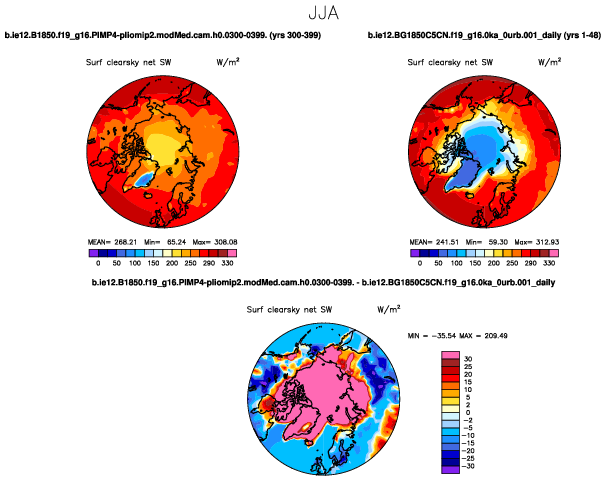 JJA
b.ie12.B1850.f19_g16.PIMP4-pliomip2.modMed.cam.h0.0300-0399. (yrs 300-399)
b.ie12.BG1850C5CN.f19_g16.0ka_0urb.001_daily (yrs 1-48)
Surf clearsky net SW W/m²
Surf clearsky net SW W/m²
MEAN= 268.21 Min= 65.24 Max= 308.08
MEAN= 241.51 Min= 59.30 Max= 312.93
0 50 100 150 200 250 290 330
0 50 100 150 200 250 290 330
b.ie12.B1850.f19_g16.PIMP4-pliomip2.modMed.cam.h0.0300-0399. - b.ie12.BG1850C5CN.f19_g16.0ka_0urb.001_daily
Surf clearsky net SW W/m²
MIN = -35.54 MAX = 209.49
30
25
20
15
10
5
2
0
-2
-5
-10
-15
-20
-25
-30